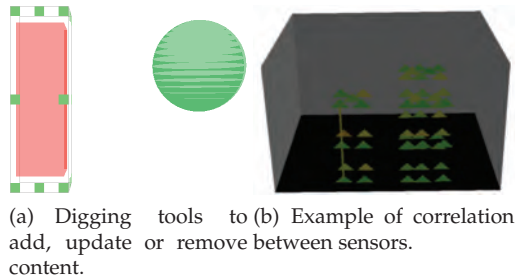 (a) Digging tools to
add, update or remove
content.
(b) Example of correlation
between sensors.